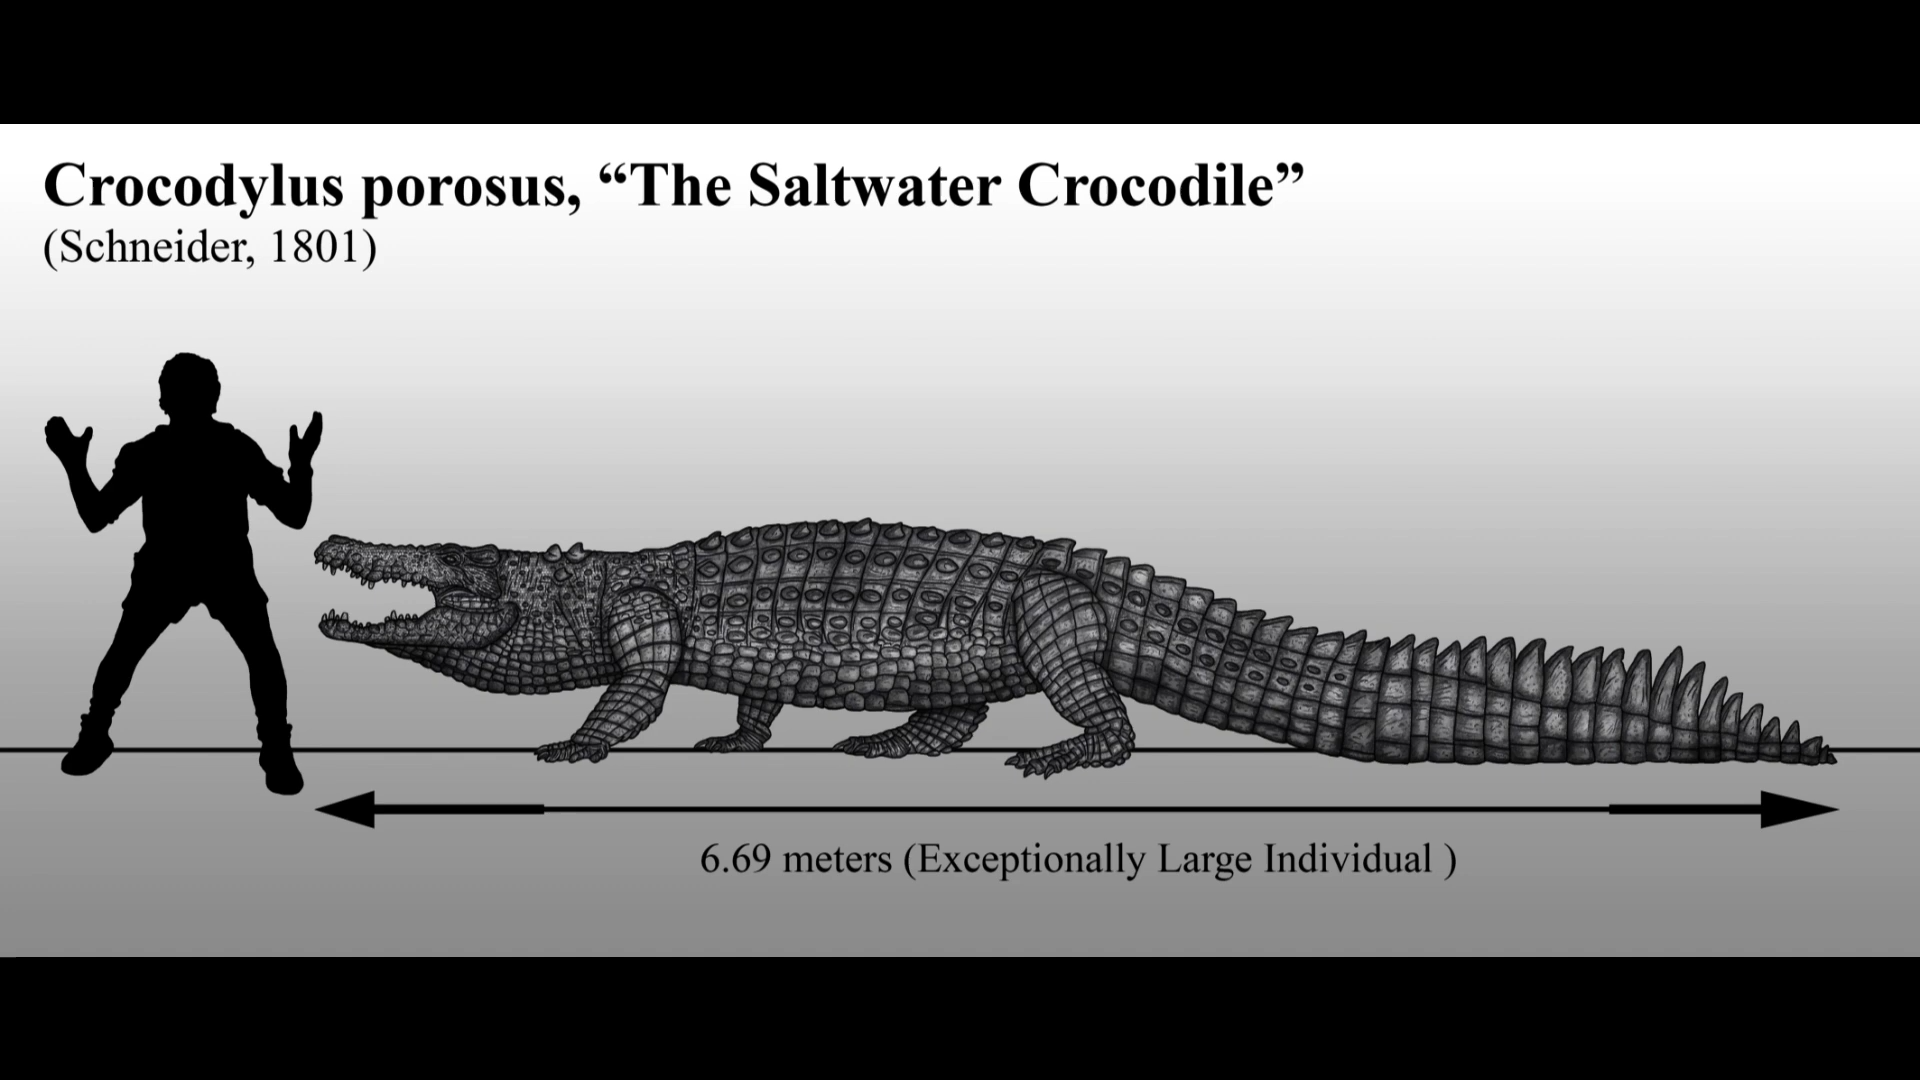 Crocodylus porosus, “The Saltwater Crocodile”
(Schneider, 1801)
6.69 meters (Exceptionally Large Individual )